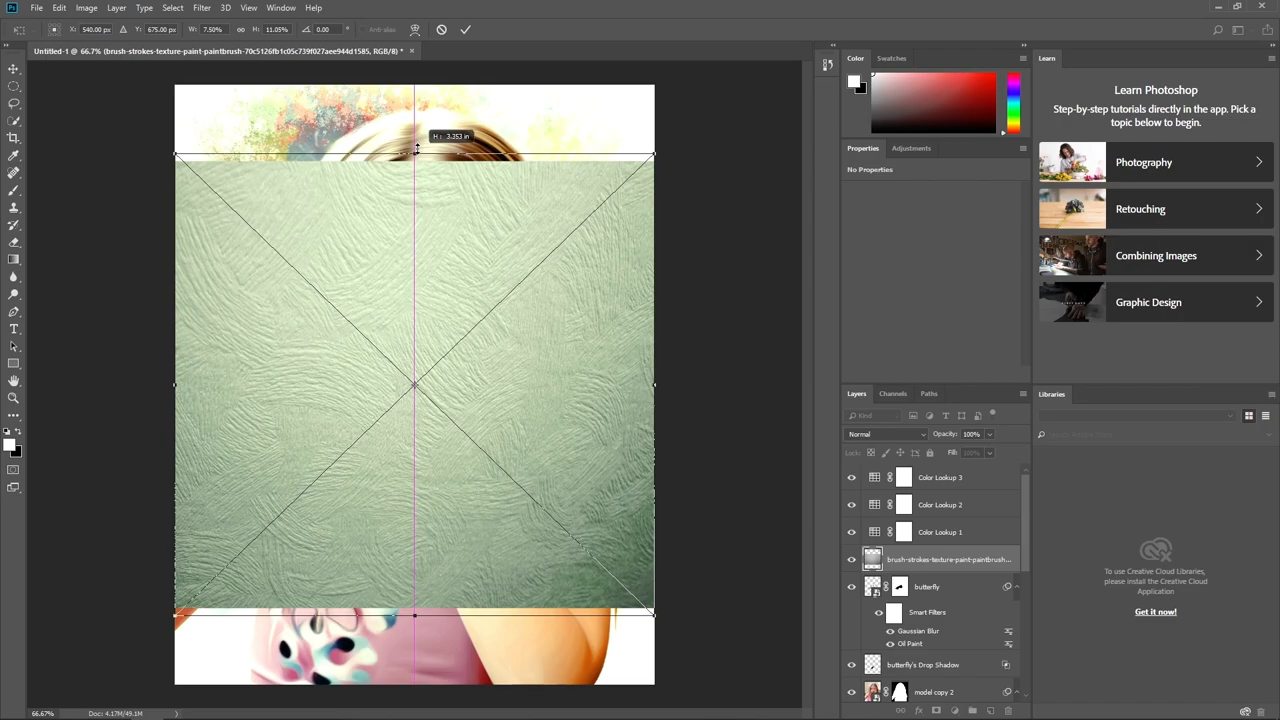 Ps File Edit Image Layer Type Select Filter 3D View Window Help
X: 540.00 px Y: 675.00 px W: 7.50% H: 11.05% 0.00 ° Anti-alias
Untitled-1 @ 66.7% (brush-strokes-texture-paint-paintbrush-70c5126fb1c05c739f027aee944d1585, RGB/8) * ×
H: 3.353 in
Color Swatches
Properties Adjustments
No Properties
Layers Channels Paths
Kind
Normal Opacity: 100%
Lock: Fill: 100%
Color Lookup 3
Color Lookup 2
Color Lookup 1
brush-strokes-texture-paint-paintbrush...
butterfly
Smart Filters
Gaussian Blur
Oil Paint
butterfly's Drop Shadow
model copy 2
Learn
Learn Photoshop
Step-by-step tutorials directly in the app. Pick a
topic below to begin.
Photography
Retouching
Combining Images
Graphic Design
Libraries
To use Creative Cloud Libraries,
please install the Creative Cloud
Application
Get it now!
66.67% Doc: 4.17M/49.1M